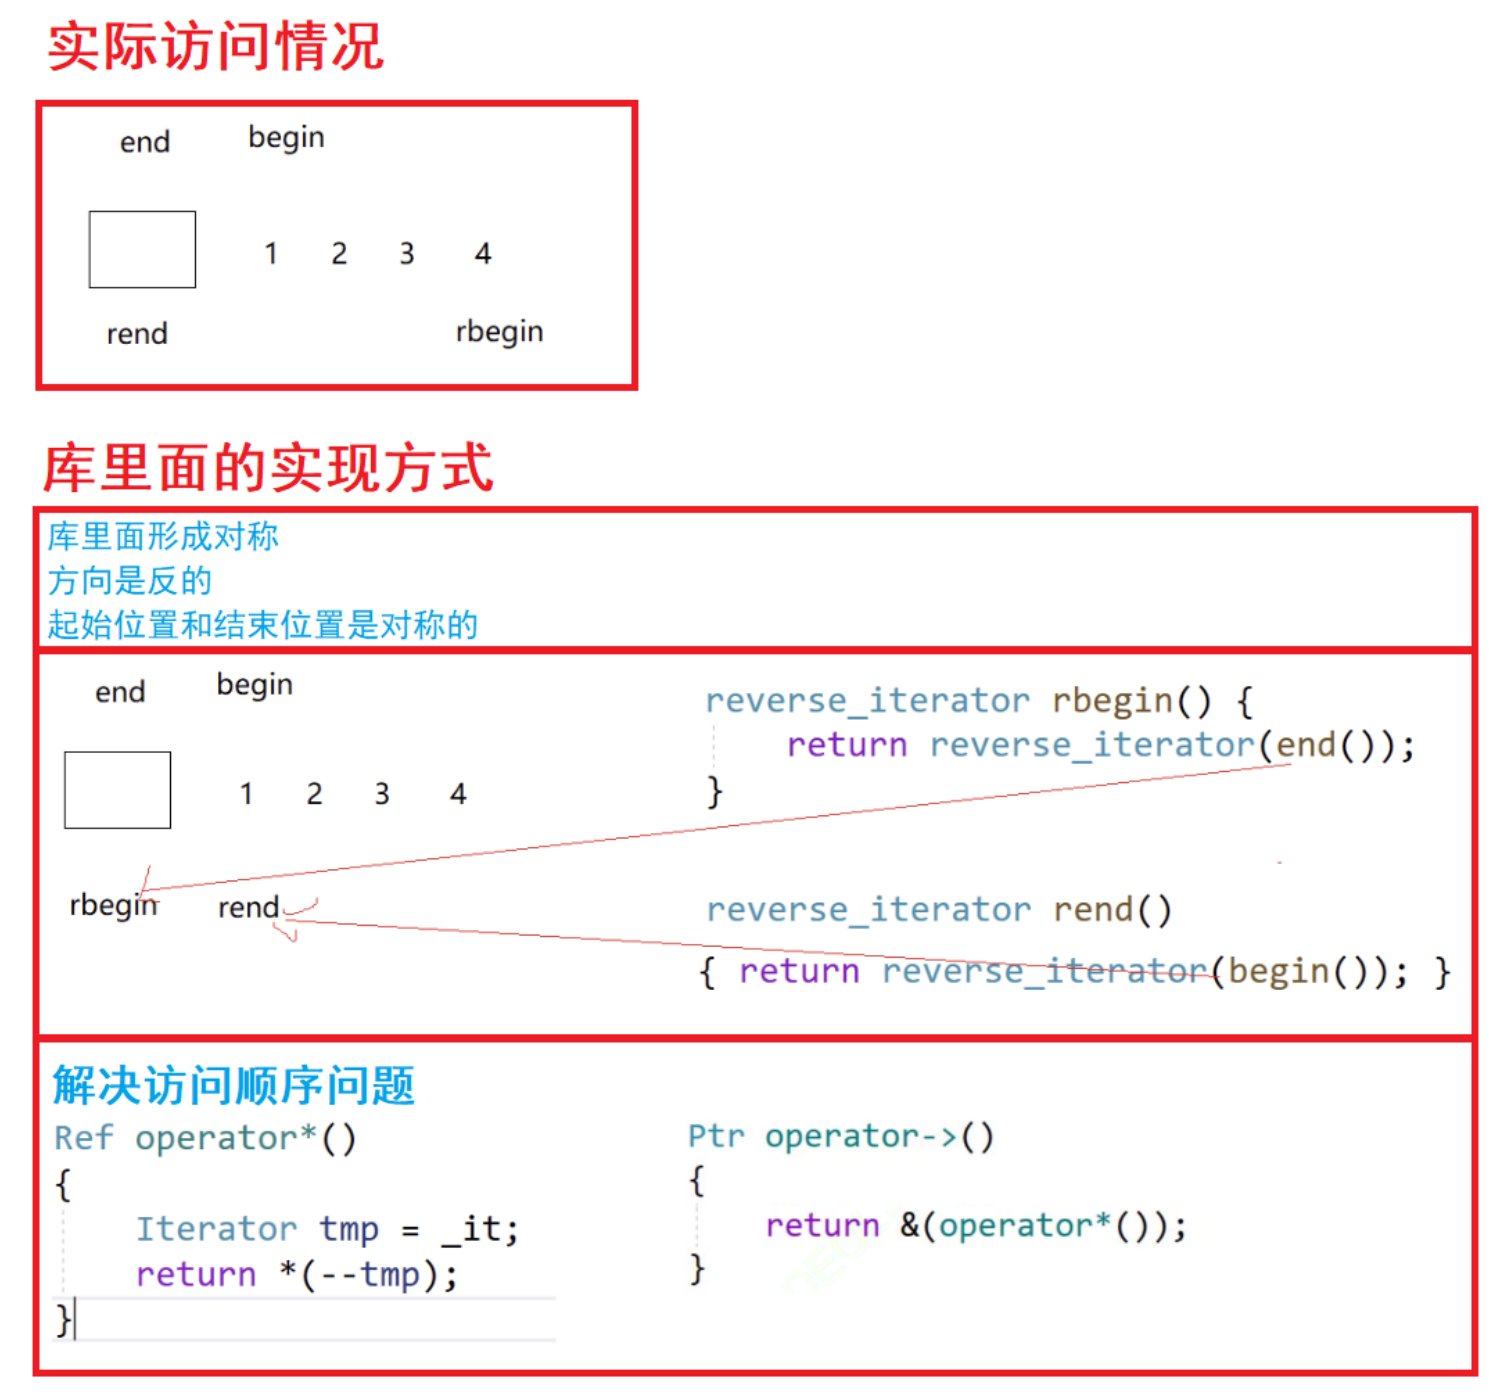 实际访问情况
end begin
1 2 3 4
rend rbegin
库里面的实现方式
库里面形成对称
方向是反的
起始位置和结束位置是对称的
end begin
1 2 3 4
rbegin rend
reverse_iterator rbegin() {
return reverse_iterator(end());
}
reverse_iterator rend()
{ return reverse_iterator(begin()); }
解决访问顺序问题
Ref operator*()
{
Iterator tmp = _it;
return *(--tmp);
}
Ptr operator->()
{
return &(operator*());
}